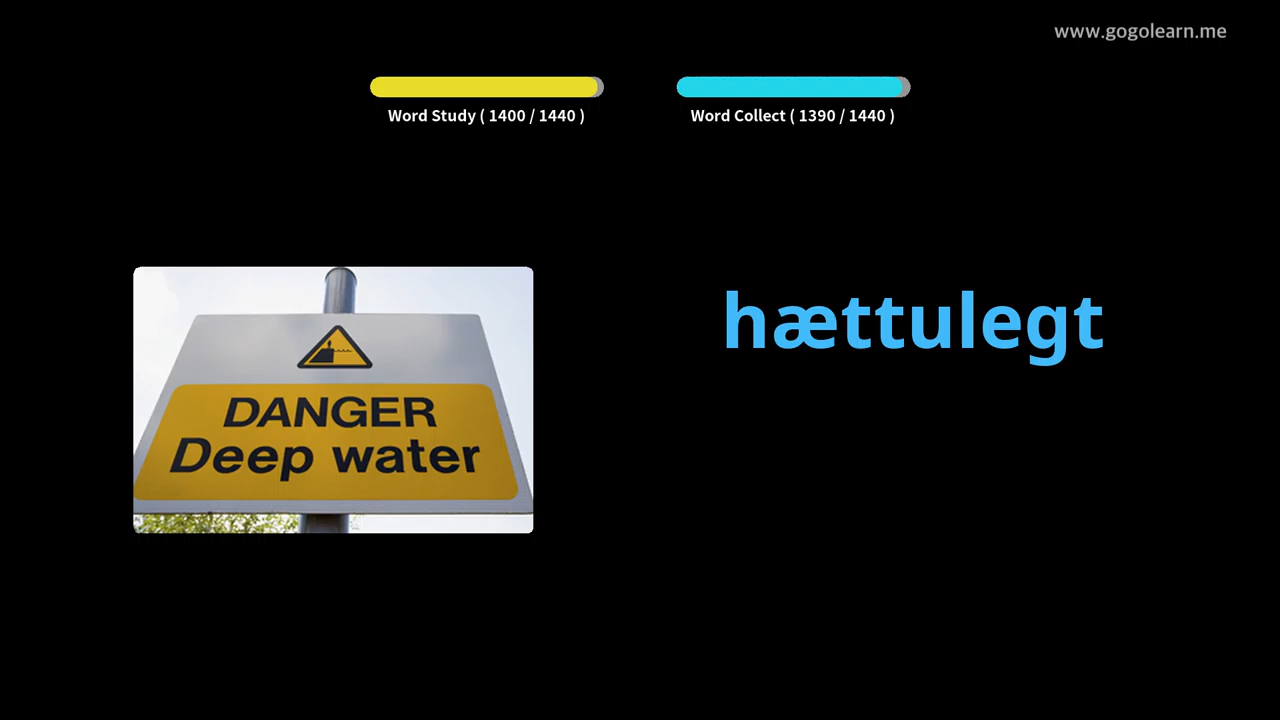 www.gogolearn.me
Word Study ( 1400 / 1440 )
Word Collect ( 1390 / 1440 )
hættulegt
DANGER
Deep water